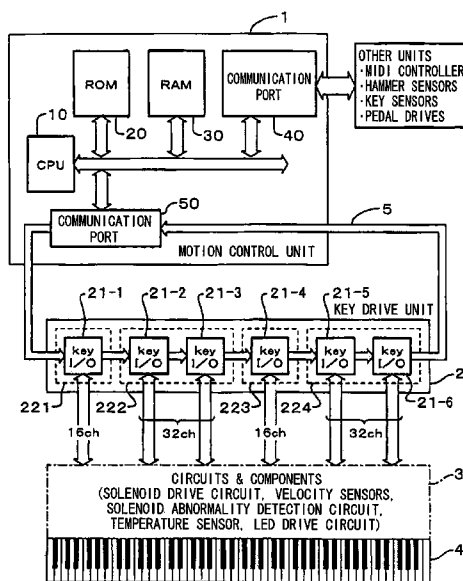 1
ROM
RAM
COMMUNICATION
PORT
OTHER
UNITS
・MIDI CONTROLLER
・HAMMER SENSORS
・KEY SENSORS
・PEDAL DRIVES
10
20
30
40
CPU
50
COMMUNICATION
PORT
5
MOTION CONTROL UNIT
21-1
21-2
21-3
21-4
21-5
KEY DRIVE UNIT
key
I/O
key
I/O
key
I/O
key
I/O
key
I/O
key
I/O
2
221
222
223
224
21-6
16ch
32ch
16ch
32ch
CIRCUITS & COMPONENTS
(SOLENOID DRIVE CIRCUIT, VELOCITY SENSORS,
SOLENOID ABNORMALITY DETECTION CIRCUIT,
TEMPERATURE SENSOR, LED DRIVE CIRCUIT)
3
4